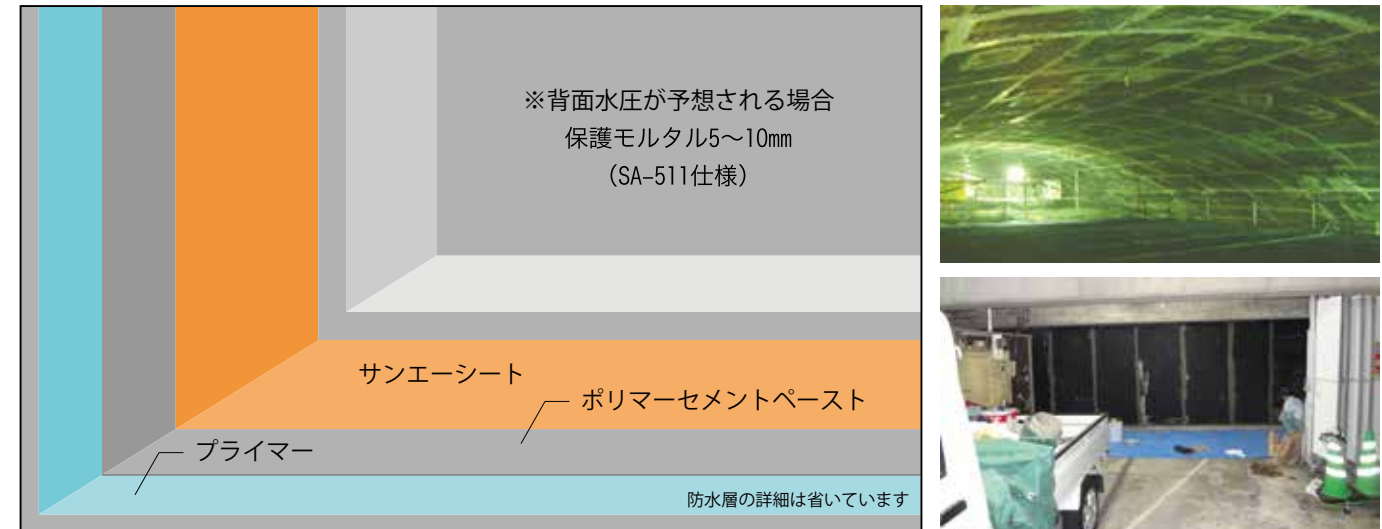 ※背面水圧が予想される場合
保護モルタル5～10㎜
（SA−511仕様）
サンエーシート
ポリマーセメントペースト
プライマー
防水層の詳細は省いています